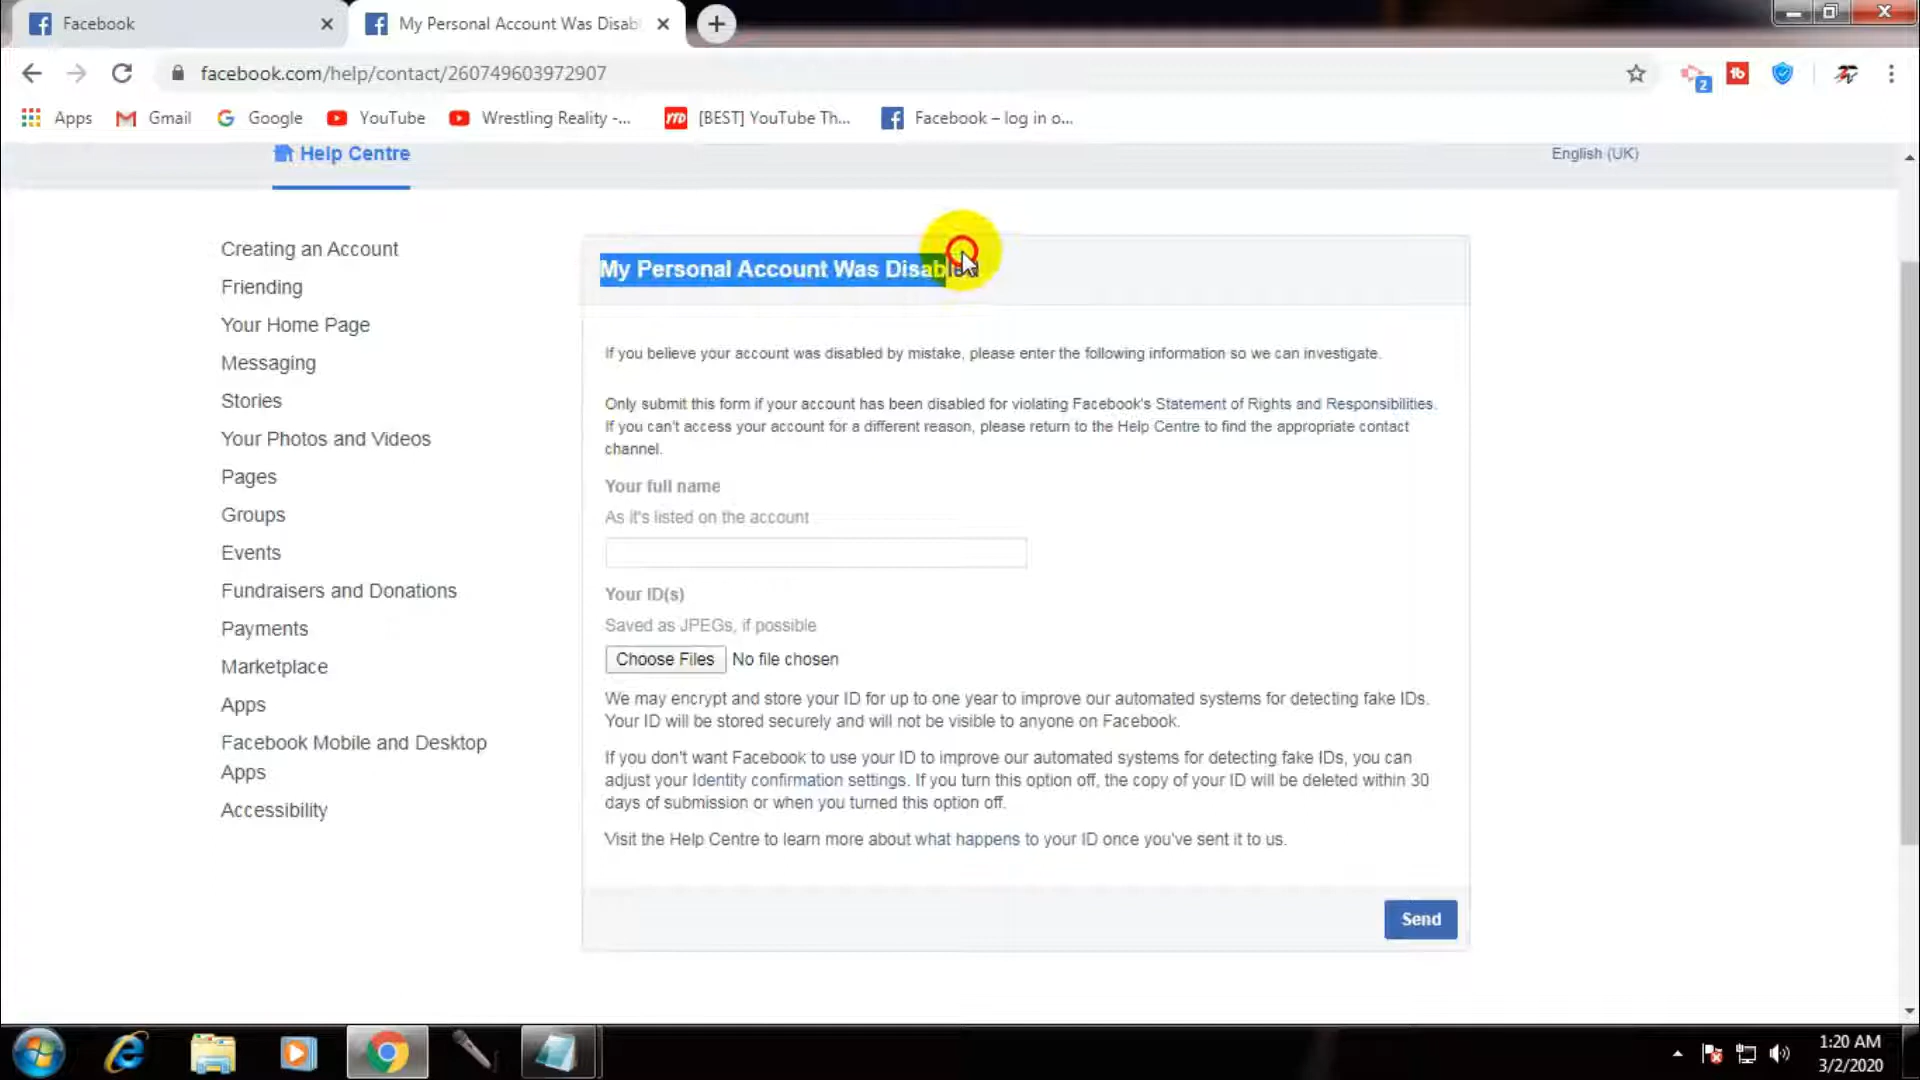 Facebook
My Personal Account Was Disab
facebook.com/help/contact/260749603972907
2
Apps
Gmail
Google
YouTube
Wrestling Reality -...
YTD
[BEST] YouTube Th...
Facebook – log in o...
Help Centre
English (UK)
Creating an Account
Friending
Your Home Page
Messaging
Stories
Your Photos and Videos
Pages
Groups
Events
Fundraisers and Donations
Payments
Marketplace
Apps
Facebook Mobile and Desktop
Apps
Accessibility
My Personal Account Was Disabled
If you believe your account was disabled by mistake, please enter the following information so we can investigate.
Only submit this form if your account has been disabled for violating Facebook's Statement of Rights and Responsibilities.
If you can't access your account for a different reason, please return to the Help Centre to find the appropriate contact
channel.
Your full name
As it's listed on the account
Your ID(s)
Saved as JPEGs, if possible
Choose Files No file chosen
We may encrypt and store your ID for up to one year to improve our automated systems for detecting fake IDs.
Your ID will be stored securely and will not be visible to anyone on Facebook.
If you don't want Facebook to use your ID to improve our automated systems for detecting fake IDs, you can
adjust your Identity confirmation settings. If you turn this option off, the copy of your ID will be deleted within 30
days of submission or when you turned this option off.
Visit the Help Centre to learn more about what happens to your ID once you've sent it to us.
Send
1:20 AM
3/2/2020